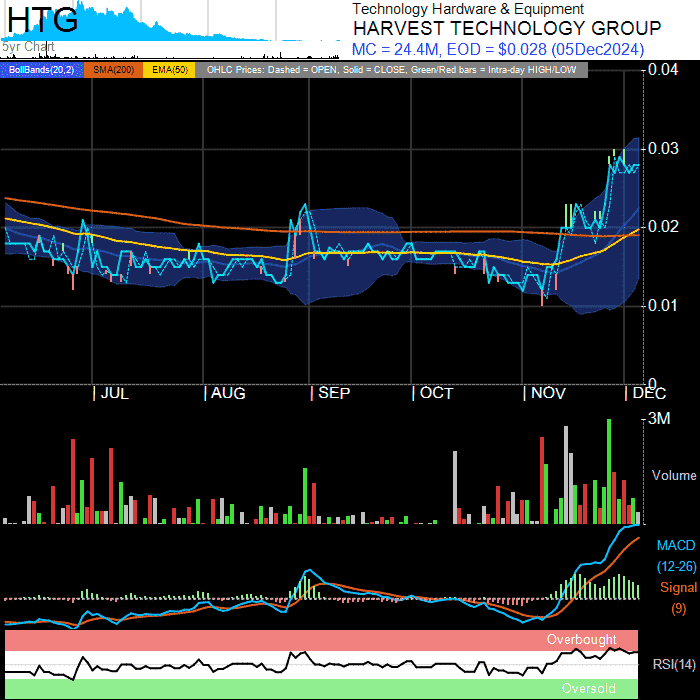 HTG
Technology Hardware & Equipment
HARVEST TECHNOLOGY GROUP
5yr Chart
MC = 24.4M, EOD = $0.028 (05Dec2024)
BollBands(20,2) SMA(200) EMA(50) OHLC Prices: Dashed = OPEN, Solid = CLOSE, Green/Red bars = Intra-day HIGH/LOW
0.04
0.03
0.02
0.01
0
JUL AUG SEP OCT NOV DEC
3M
Volume
MACD
(12-26)
Signal
(9)
Overbought
RSI(14)
Oversold